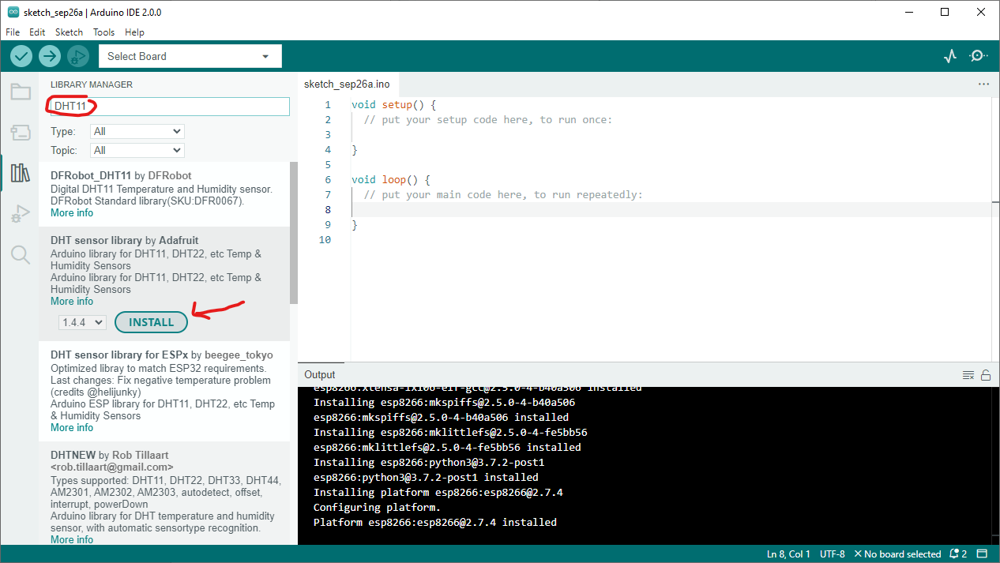 sketch_sep26a | Arduino IDE 2.0.0
File Edit Sketch Tools Help
Select Board
LIBRARY MANAGER
DHT11
Type: All
Topic: All
DFRobot_DHT11 by DFRobot
Digital DHT11 Temperature and Humidity sensor.
DFRobot Standard library(SKU:DFR0067).
More info
DHT sensor library by Adafruit
Arduino library for DHT11, DHT22, etc Temp &
Humidity Sensors
Arduino library for DHT11, DHT22, etc Temp &
Humidity Sensors
More info
1.4.4 INSTALL
DHT sensor library for ESPx by beegee_tokyo
Optimized libray to match ESP32 requirements.
Last changes: Fix negative temperature problem
(credits @helijunky)
Arduino ESP library for DHT11, DHT22, etc Temp
& Humidity Sensors
More info
DHTNEW by Rob Tillaart
<rob.tillaart@gmail.com>
Types supported: DHT11, DHT22, DHT33, DHT44,
AM2301, AM2302, AM2303, autodetect, offset,
interrupt, powerDown
Arduino library for DHT temperature and humidity
sensor, with automatic sensortype recognition.
More info
sketch_sep26a.ino
1 void setup() {
2 // put your setup code here, to run once:
3
4 }
5
6 void loop() {
7 // put your main code here, to run repeatedly:
8
9 }
10
Output
esp8266:xtensa-lx106-elf-gcc@2.5.0-4-b40a506 installed
Installing esp8266:mkspiffs@2.5.0-4-b40a506
esp8266:mkspiffs@2.5.0-4-b40a506 installed
Installing esp8266:mklittlefs@2.5.0-4-fe5bb56
esp8266:mklittlefs@2.5.0-4-fe5bb56 installed
Installing esp8266:python3@3.7.2-post1
esp8266:python3@3.7.2-post1 installed
Installing platform esp8266:esp8266@2.7.4
Configuring platform.
Platform esp8266:esp8266@2.7.4 installed
Ln 8, Col 1 UTF-8 No board selected 2